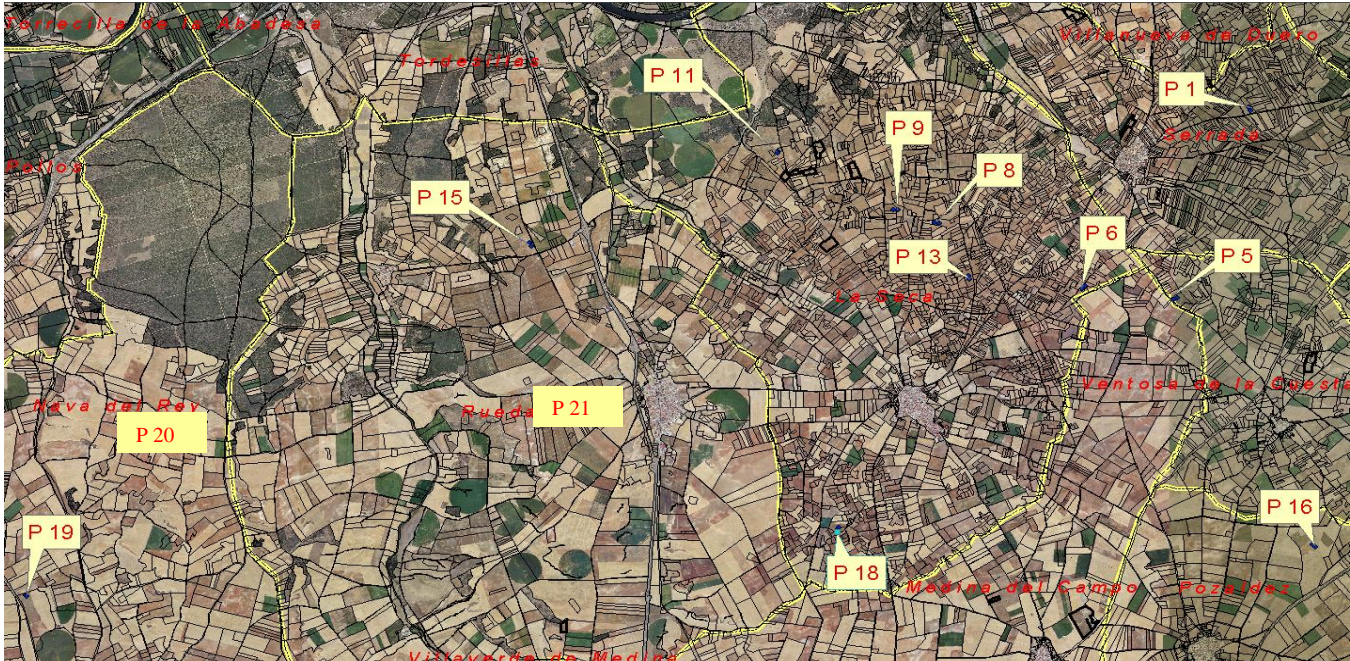 Torrecilla de la Abadesa
Villanueva de Duero
Tordesillas
P 11
P 1
P 9
Serrada
Pollos
P 8
P 15
P 6
P 13
P 5
La Seca
Ventosa de la Cuesta
Nava del Rey
Rueda
P 21
P 20
P 16
P 19
P 18
Medina del Campo
Pozaldez
Villaverde de Medina